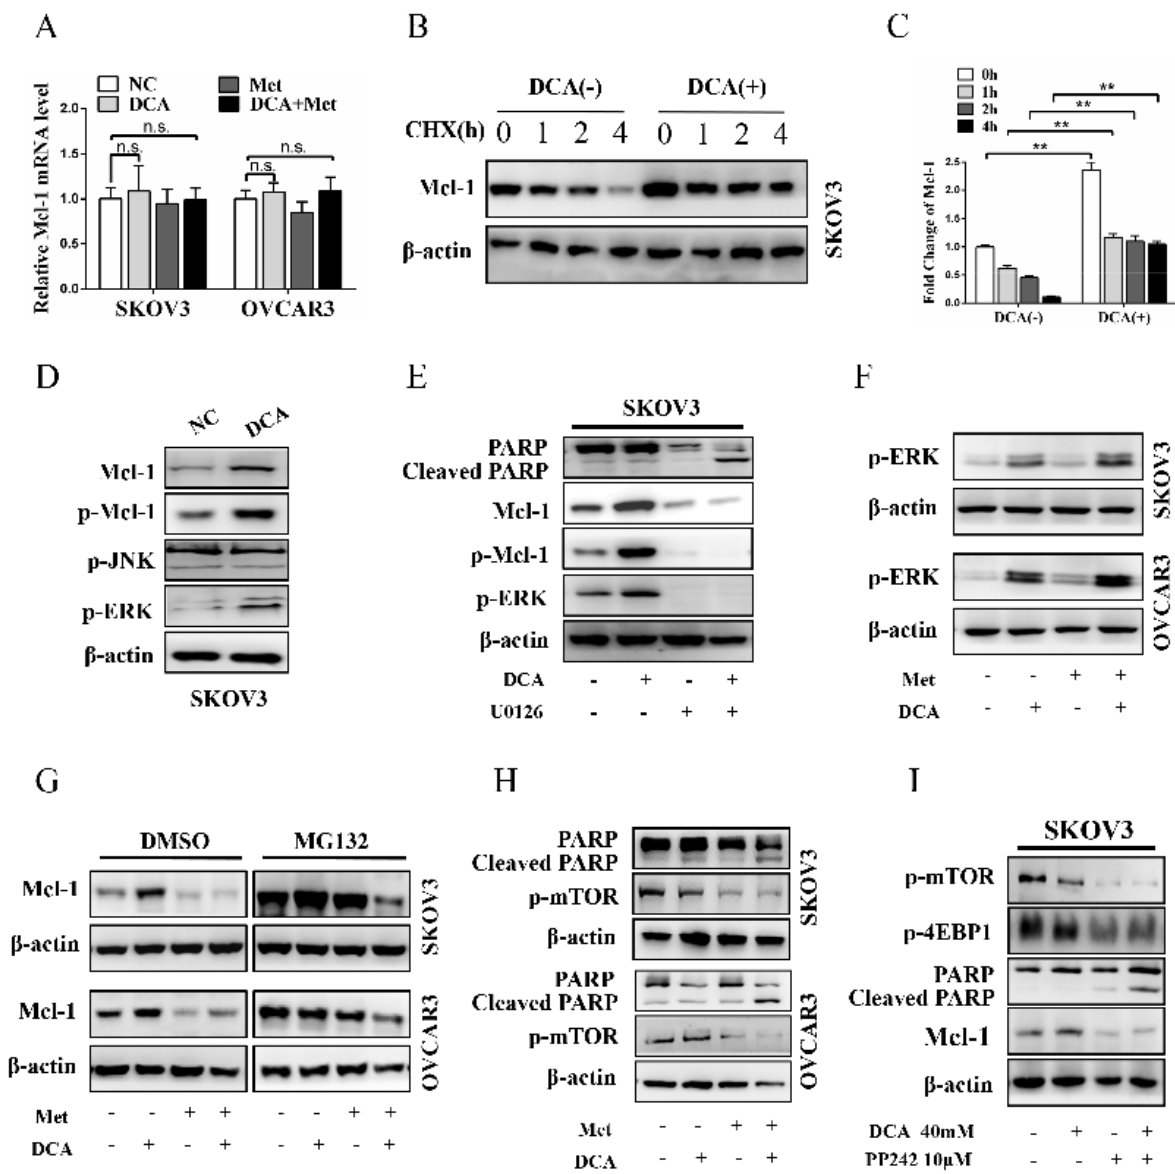 A
NC
DCA
Met
DCA+Met
Relative Mcl-1 mRNA level
2.0
1.5
1.0
0.5
0.0
n.s.
n.s.
n.s.
n.s.
SKOV3 OVCAR3
B
DCA(-) DCA(+)
CHX(h) 0 1 2 4 0 1 2 4
Mcl-1
β-actin
SKOV3
C
0h
1h
2h
4h
**
**
**
**
Fold Change of Mcl-1
2.5
2.0
1.5
1.0
0.5
0.0
DCA(-) DCA(+)
D
NC DCA
Mcl-1
p-Mcl-1
p-JNK
p-ERK
β-actin
SKOV3
E
SKOV3
PARP
Cleaved PARP
Mcl-1
p-Mcl-1
p-ERK
β-actin
DCA - + - +
U0126 - - + +
F
p-ERK
β-actin
SKOV3
p-ERK
β-actin
OVCAR3
Met - - + +
DCA - + - +
G
DMSO MG132
Mcl-1
β-actin
SKOV3
Mcl-1
β-actin
OVCAR3
Met - - + + - - + +
DCA - + - + - + - +
H
PARP
Cleaved PARP
p-mTOR
β-actin
SKOV3
PARP
Cleaved PARP
p-mTOR
β-actin
OVCAR3
Met - - + +
DCA - + - +
I
SKOV3
p-mTOR
p-4EBP1
PARP
Cleaved PARP
Mcl-1
β-actin
DCA 40mM - + - +
PP242 10μM - - + +